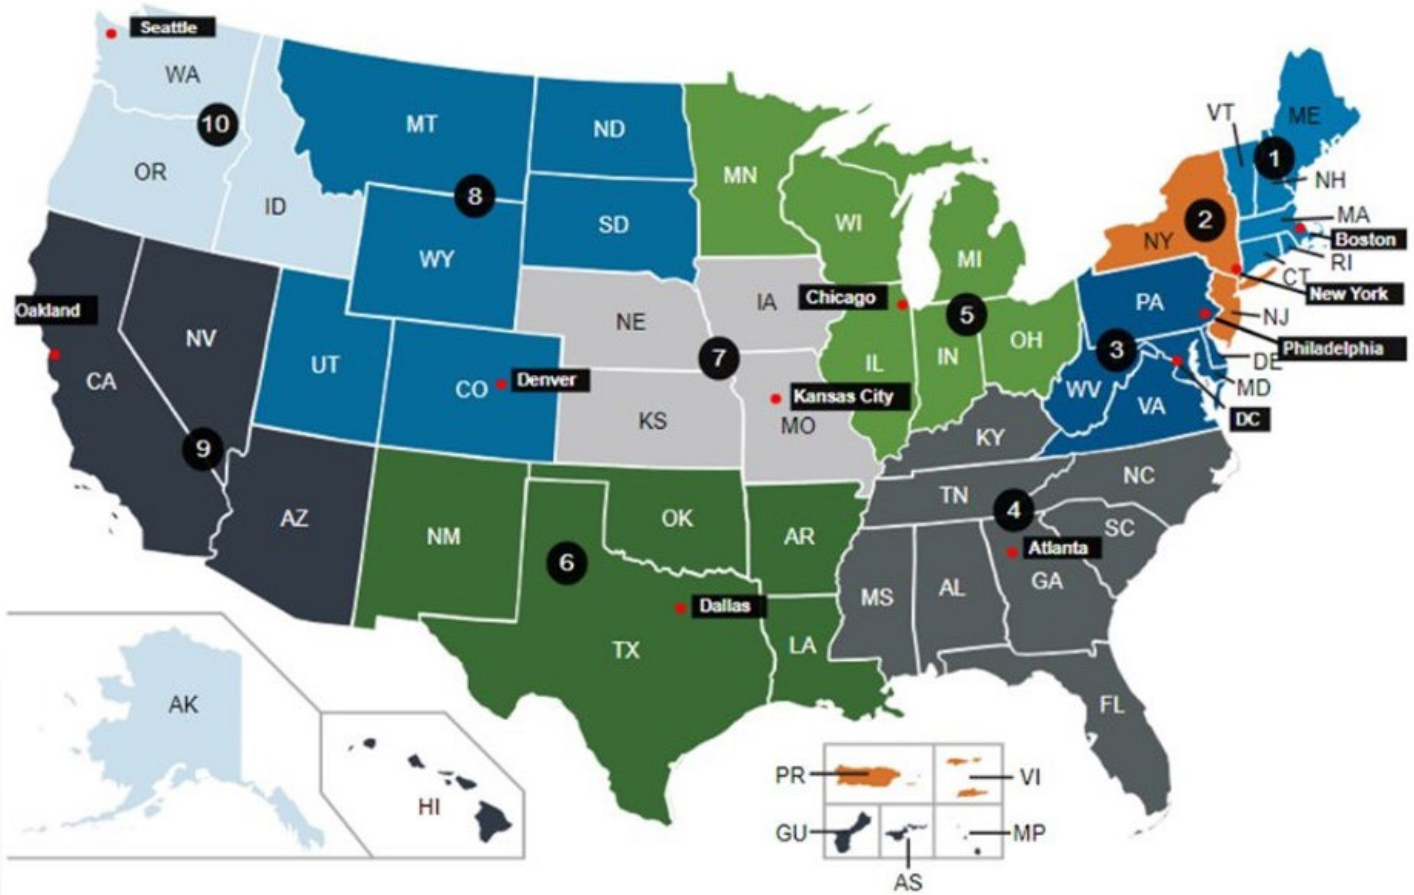 Seattle
WA
10
MT
ND
MN
VT
ME
1
OR
ID
8
WY
SD
WI
MI
NY
2
NH
MA
Boston
RI
CT
New York
Oakland
NV
CA
UT
CO
Denver
NE
IA
Chicago
7
Kansas City
KS
MO
IL
IN
5
OH
PA
3
WV
VA
NJ
Philadelphia
DE
MD
DC
9
AZ
NM
OK
6
AR
KY
TN
NC
4
SC
Atlanta
GA
MS
AL
Dallas
TX
LA
FL
AK
HI
PR
VI
GU
MP
AS